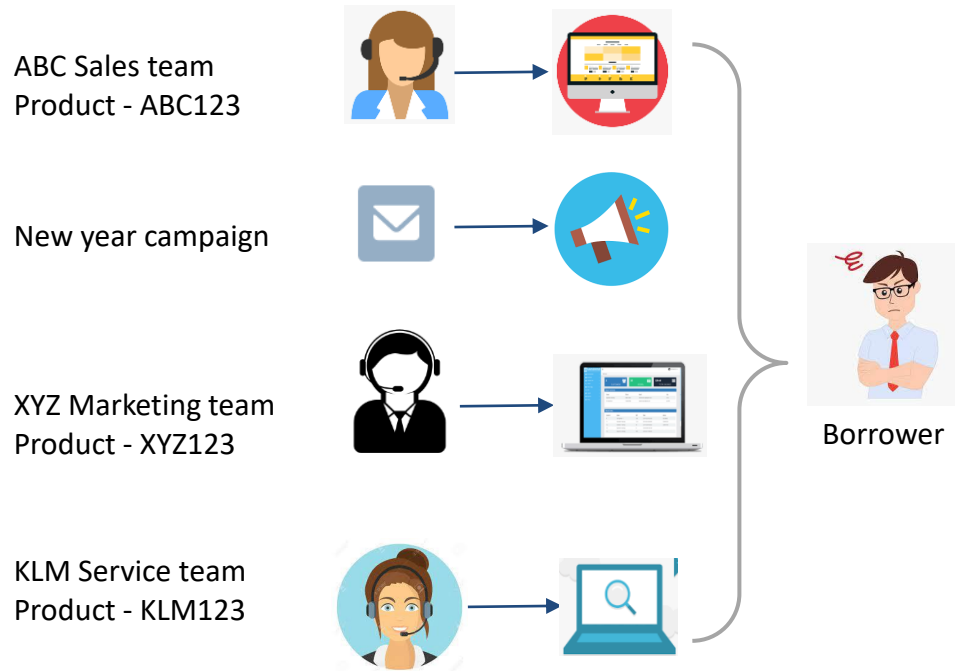 ABC Sales team
Product - ABC123
New year campaign
XYZ Marketing team
Product - XYZ123
Borrower
KLM Service team
Product - KLM123